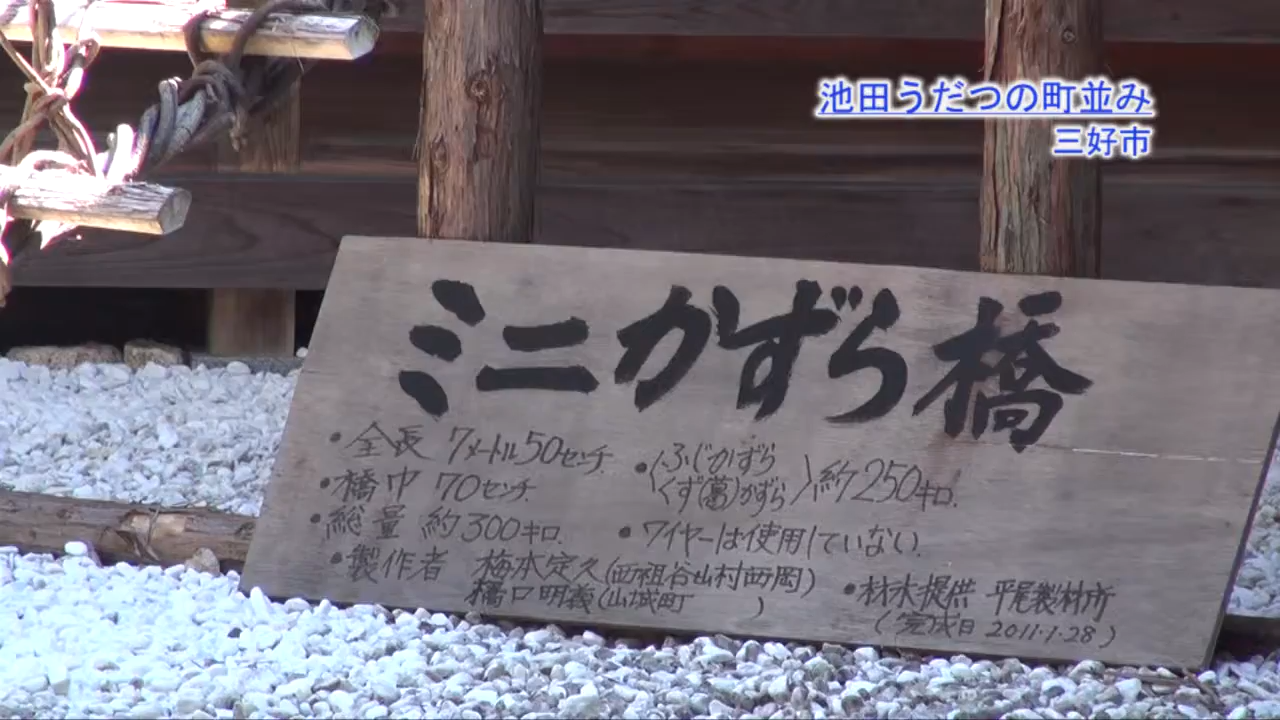 池田うだつの町並み
三好市
ミニかずら橋
・全長 7メートル50センチ
・橋巾 70センチ
・総量 約300キロ.
・ふじかずら
くず(葛)かずら 約250キロ.
・ワイヤーは使用していない.
・製作者 梅本定久(西祖谷山村西岡)
橋口明義(山城町 )
・材木提供 平尾製材所
(完成日 2011.1.28)